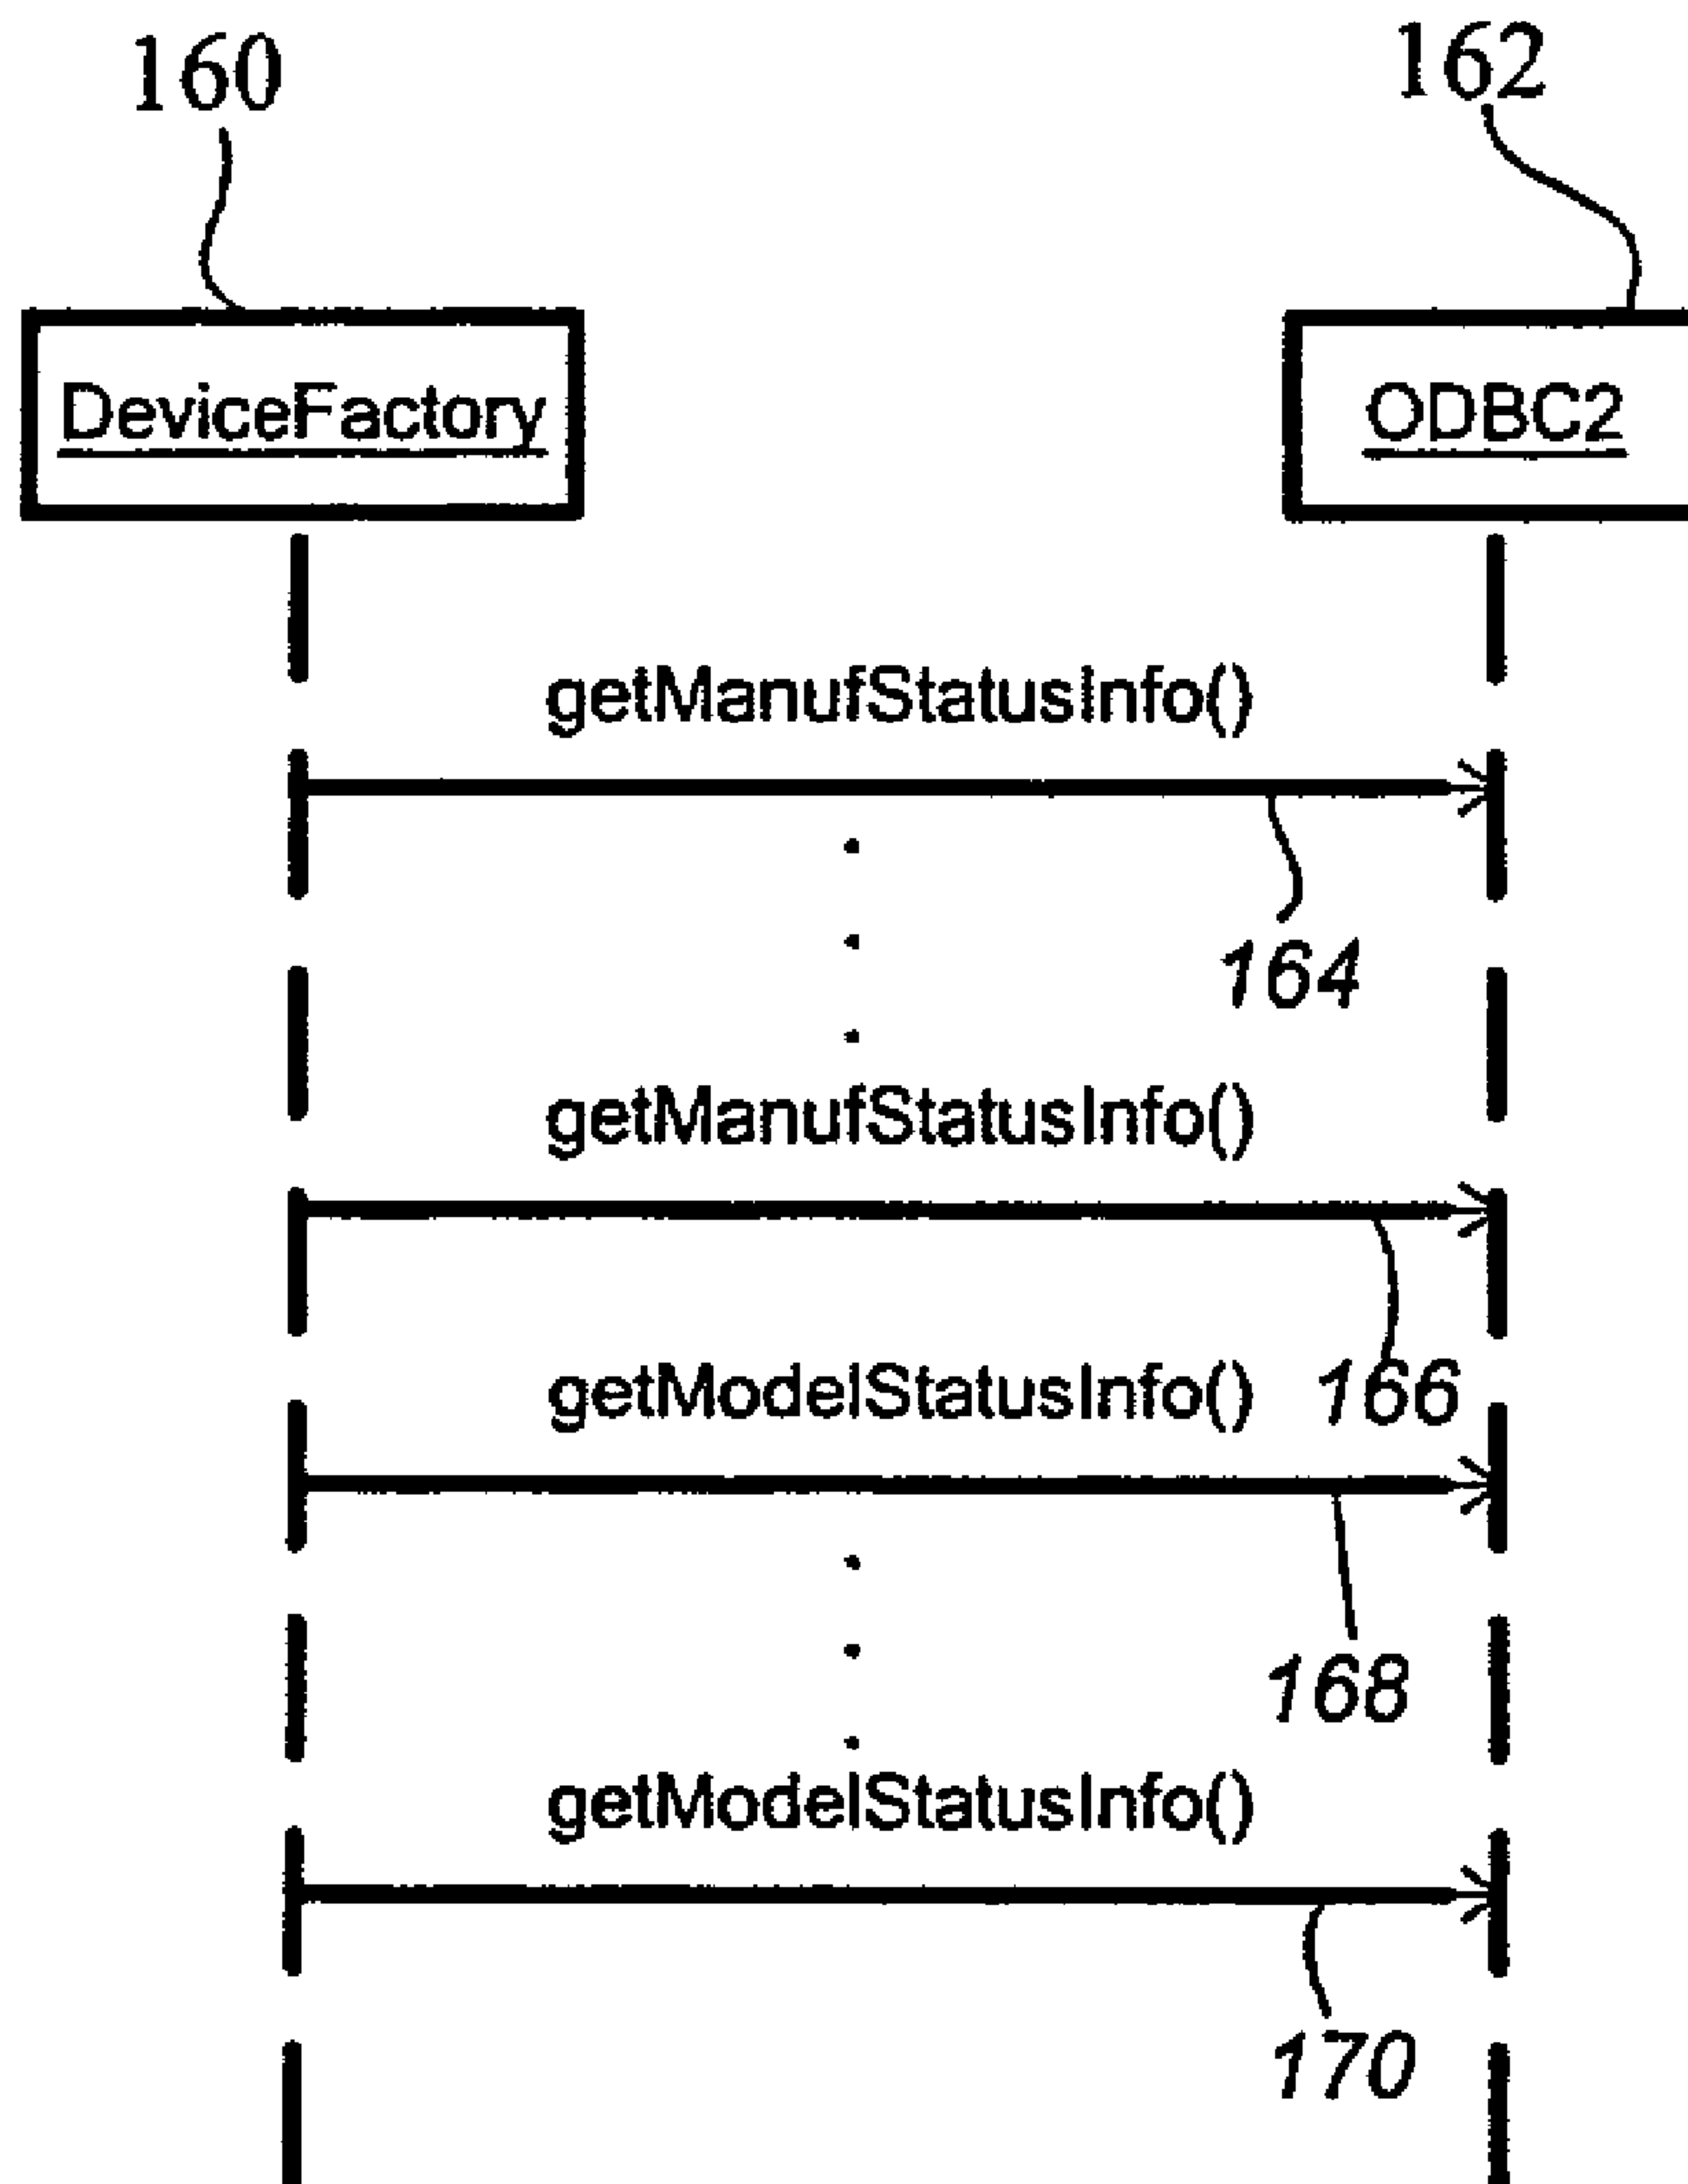 160 162
DeviceFactory ODBC2
getManufStatusInfo()
164
getManufStatusInfo()
166
getModelStatusInfo()
168
getModelStatusInfo()
170